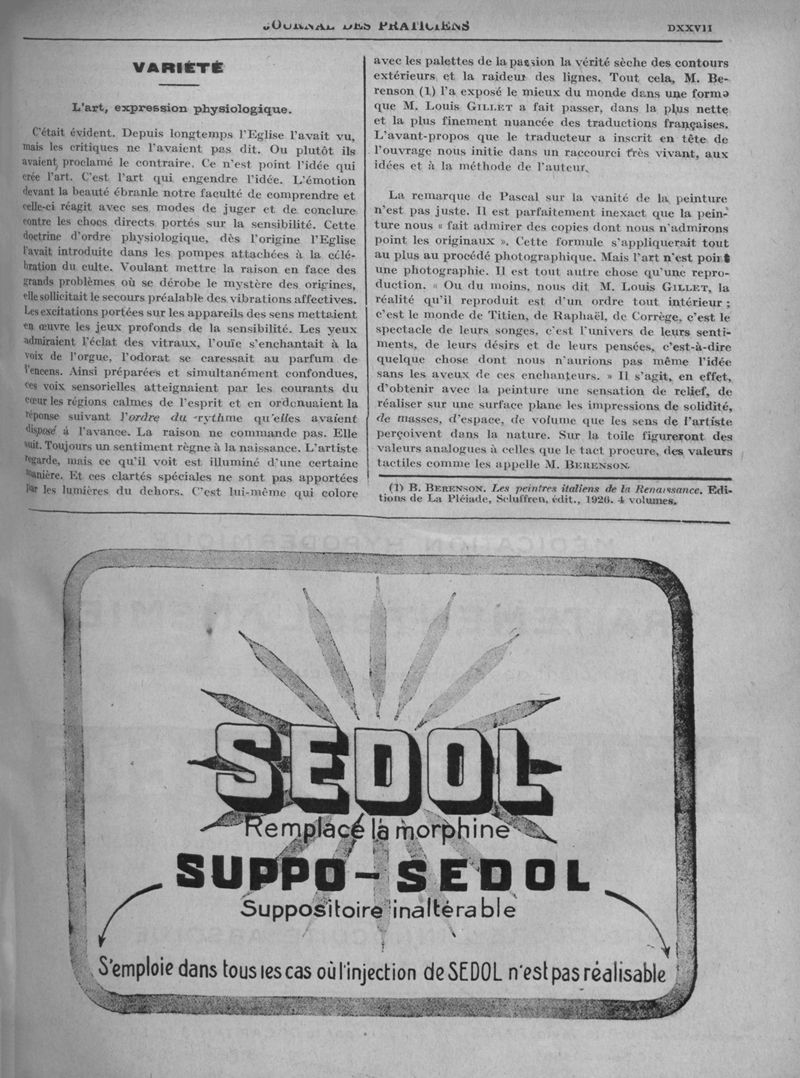 JOURNAL DES PRATICIENS
DXXVII
VARIÉTÉ
L'art, expression physiologique.
C'était évident. Depuis longtemps l'Eglise l'avait vu,
mais les critiques ne l'avaient pas dit. Ou plutôt ils
avaient proclamé le contraire. Ce n'est point l'idée qui
crée l'art. C'est l'art qui engendre l'idée. L'émotion
devant la beauté ébranle notre faculté de comprendre et
celle-ci réagit avec ses modes de juger et de conclure
contre les chocs directs portés sur la sensibilité. Cette
doctrine d'ordre physiologique, dès l'origine l'Eglise
l'avait introduite dans les pompes attachées à la célé-
bration du culte. Voulant mettre la raison en face des
grands problèmes où se dérobe le mystère des origines,
elle sollicitait le secours préalable des vibrations affectives.
Les excitations portées sur les appareils des sens mettaient
en œuvre les jeux profonds de la sensibilité. Les yeux
admiraient l'éclat des vitraux, l'ouïe s'enchantait à la
voix de l'orgue, l'odorat se caressait au parfum de
l'encens. Ainsi préparées et simultanément confondues,
ces voix sensorielles atteignaient par les courants du
cœur les régions calmes de l'esprit et en ordonnaient la
réponse suivant l'ordre du rythme qu'elles avaient
disposé à l'avance. La raison ne commande pas. Elle
suit. Toujours un sentiment règne à la naissance. L'artiste
regarde, mais ce qu'il voit est illuminé d'une certaine
manière. Et ces clartés spéciales ne sont pas apportées
par les lumières du dehors. C'est lui-même qui colore
avec les palettes de la passion la vérité sèche des contours
extérieurs et la raideur des lignes. Tout cela, M. Be-
renson (1) l'a exposé le mieux du monde dans une forme
que M. Louis GILLET a fait passer, dans la plus nette
et la plus finement nuancée des traductions françaises.
L'avant-propos que le traducteur a inscrit en tête de
l'ouvrage nous initie dans un raccourci très vivant, aux
idées et à la méthode de l'auteur.
La remarque de Pascal sur la vanité de la peinture
n'est pas juste. Il est parfaitement inexact que la pein-
ture nous « fait admirer des copies dont nous n'admirons
point les originaux ». Cette formule s'appliquerait tout
au plus au procédé photographique. Mais l'art n'est point
une photographie. Il est tout autre chose qu'une repro-
duction. « Ou du moins, nous dit M. Louis GILLET, la
réalité qu'il reproduit est d'un ordre tout intérieur ;
c'est le monde de Titien, de Raphaël, de Corrège, c'est le
spectacle de leurs songes, c'est l'univers de leurs senti-
ments, de leurs désirs et de leurs pensées, c'est-à-dire
quelque chose dont nous n'aurions pas même l'idée
sans les aveux de ces enchanteurs. » Il s'agit, en effet,
d'obtenir avec la peinture une sensation de relief, de
réaliser sur une surface plane les impressions de solidité,
de masses, d'espace, de volume que les sens de l'artiste
perçoivent dans la nature. Sur la toile figureront des
valeurs analogues à celles que le tact procure, des valeurs
tactiles comme les appelle M. BERENSON.
(1) B. BERENSON. Les peintres italiens de la Renaissance. Edi-
tions de La Pléiade, Schiffren, édit., 1926. 4 volumes.
SEDOL
Remplace la morphine
SUPPO-SEDOL
Suppositoire inaltérable
S'emploie dans tous les cas où l'injection de SEDOL n'est pas réalisable